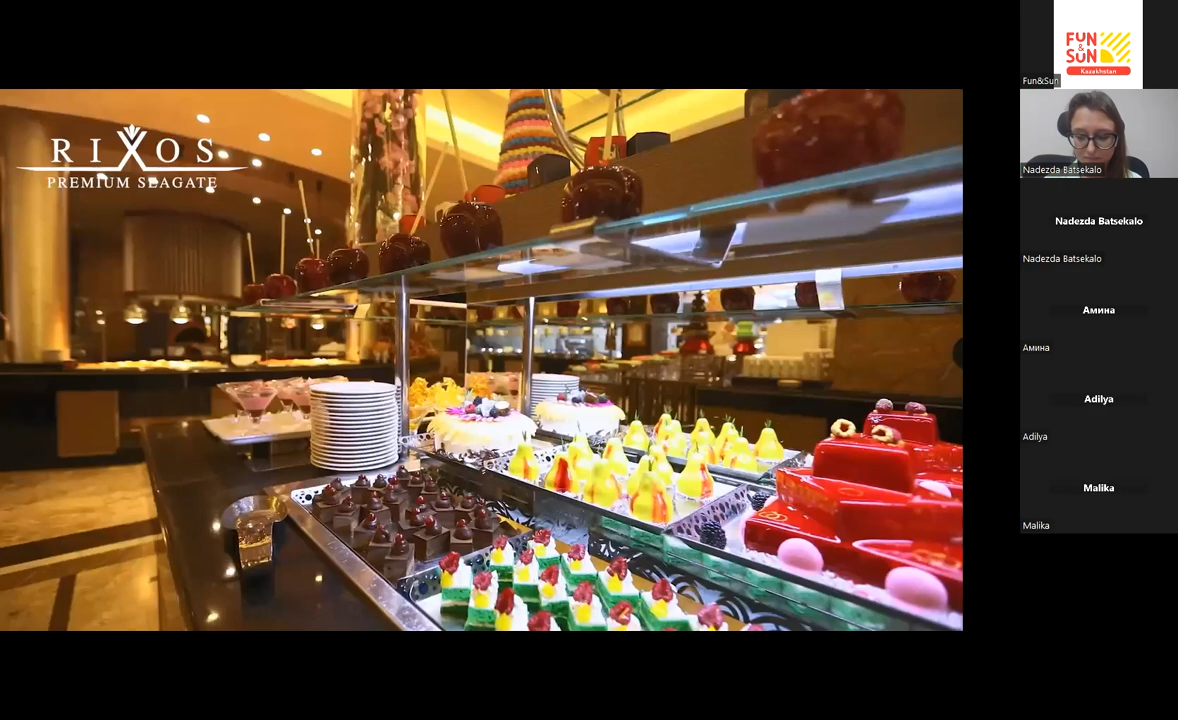 RIXOS
PREMIUM SEAGATE
FUN
&
SUN
Kazakhstan
Fun&Sun
Nadezda Batsekalo
Nadezda Batsekalo
Nadezda Batsekalo
Амина
Амина
Adilya
Adilya
Malika
Malika